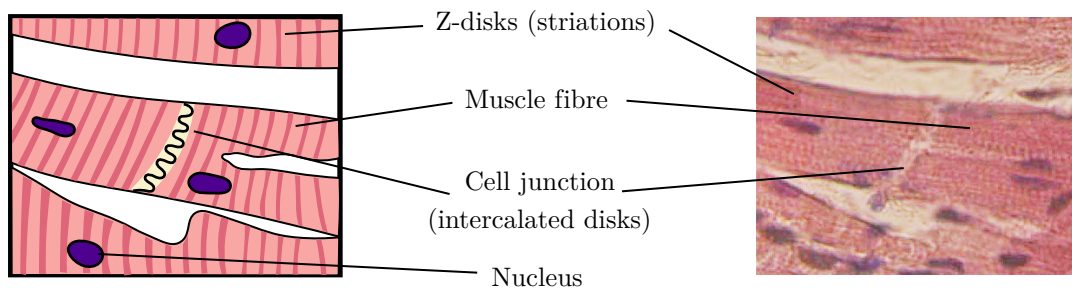 Z-disks (striations)
Muscle fibre
Cell junction
(intercalated disks)
Nucleus